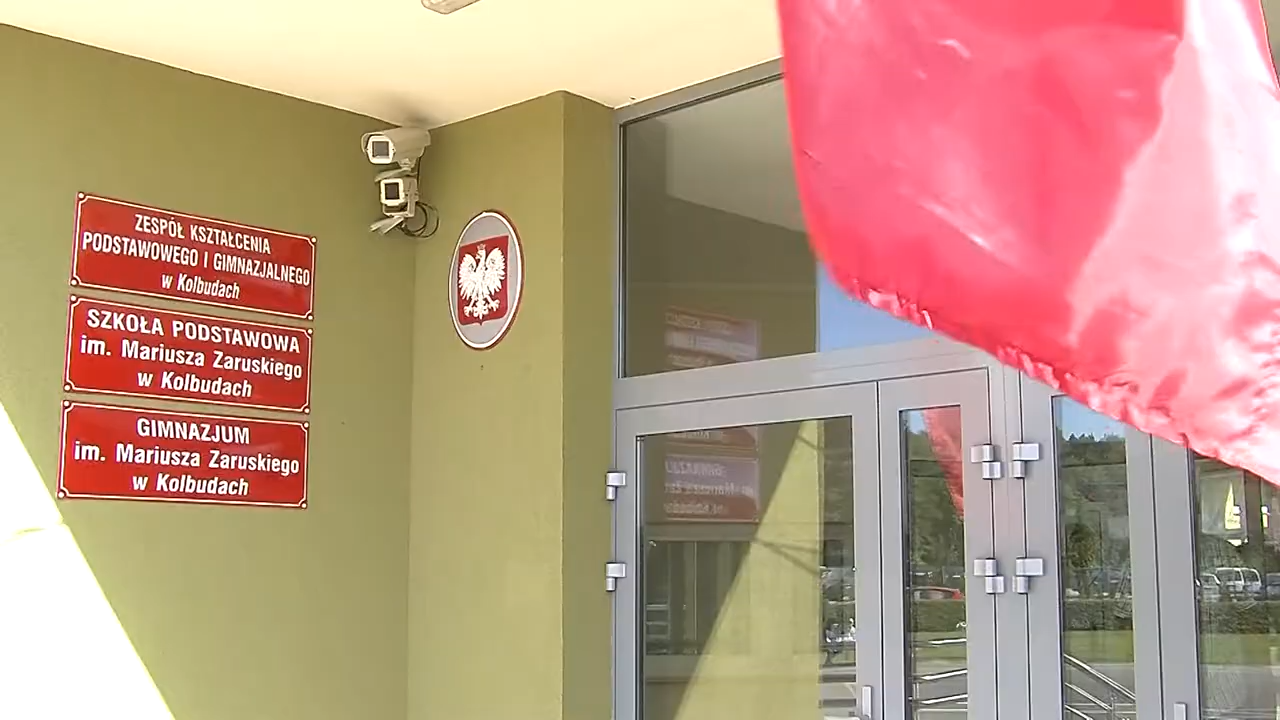 ZESPÓŁ KSZTAŁCENIA
PODSTAWOWEGO I GIMNAZJALNEGO
w Kolbudach
SZKOŁA PODSTAWOWA
im. Mariusza Zaruskiego
w Kolbudach
GIMNAZJUM
im. Mariusza Zaruskiego
w Kolbudach